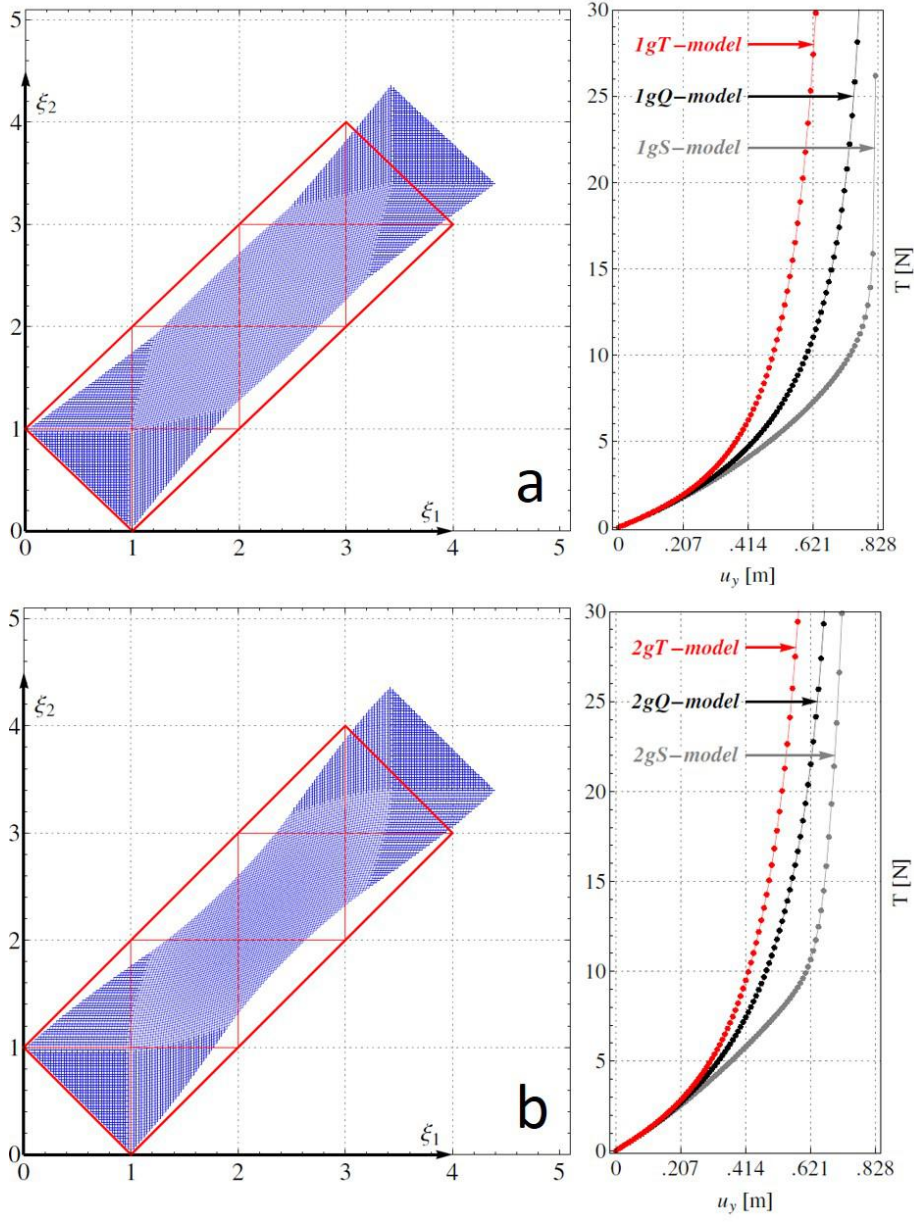 5
4
3
2
1
0
ξ2
ξ1
a
0 1 2 3 4 5
30
25
20
15
10
5
0
1gT−model
1gQ−model
1gS−model
T [N]
0 .207 .414 .621 .828
uy [m]
5
4
3
2
1
0
ξ2
ξ1
b
0 1 2 3 4 5
30
25
20
15
10
5
0
2gT−model
2gQ−model
2gS−model
T [N]
0 .207 .414 .621 .828
uy [m]